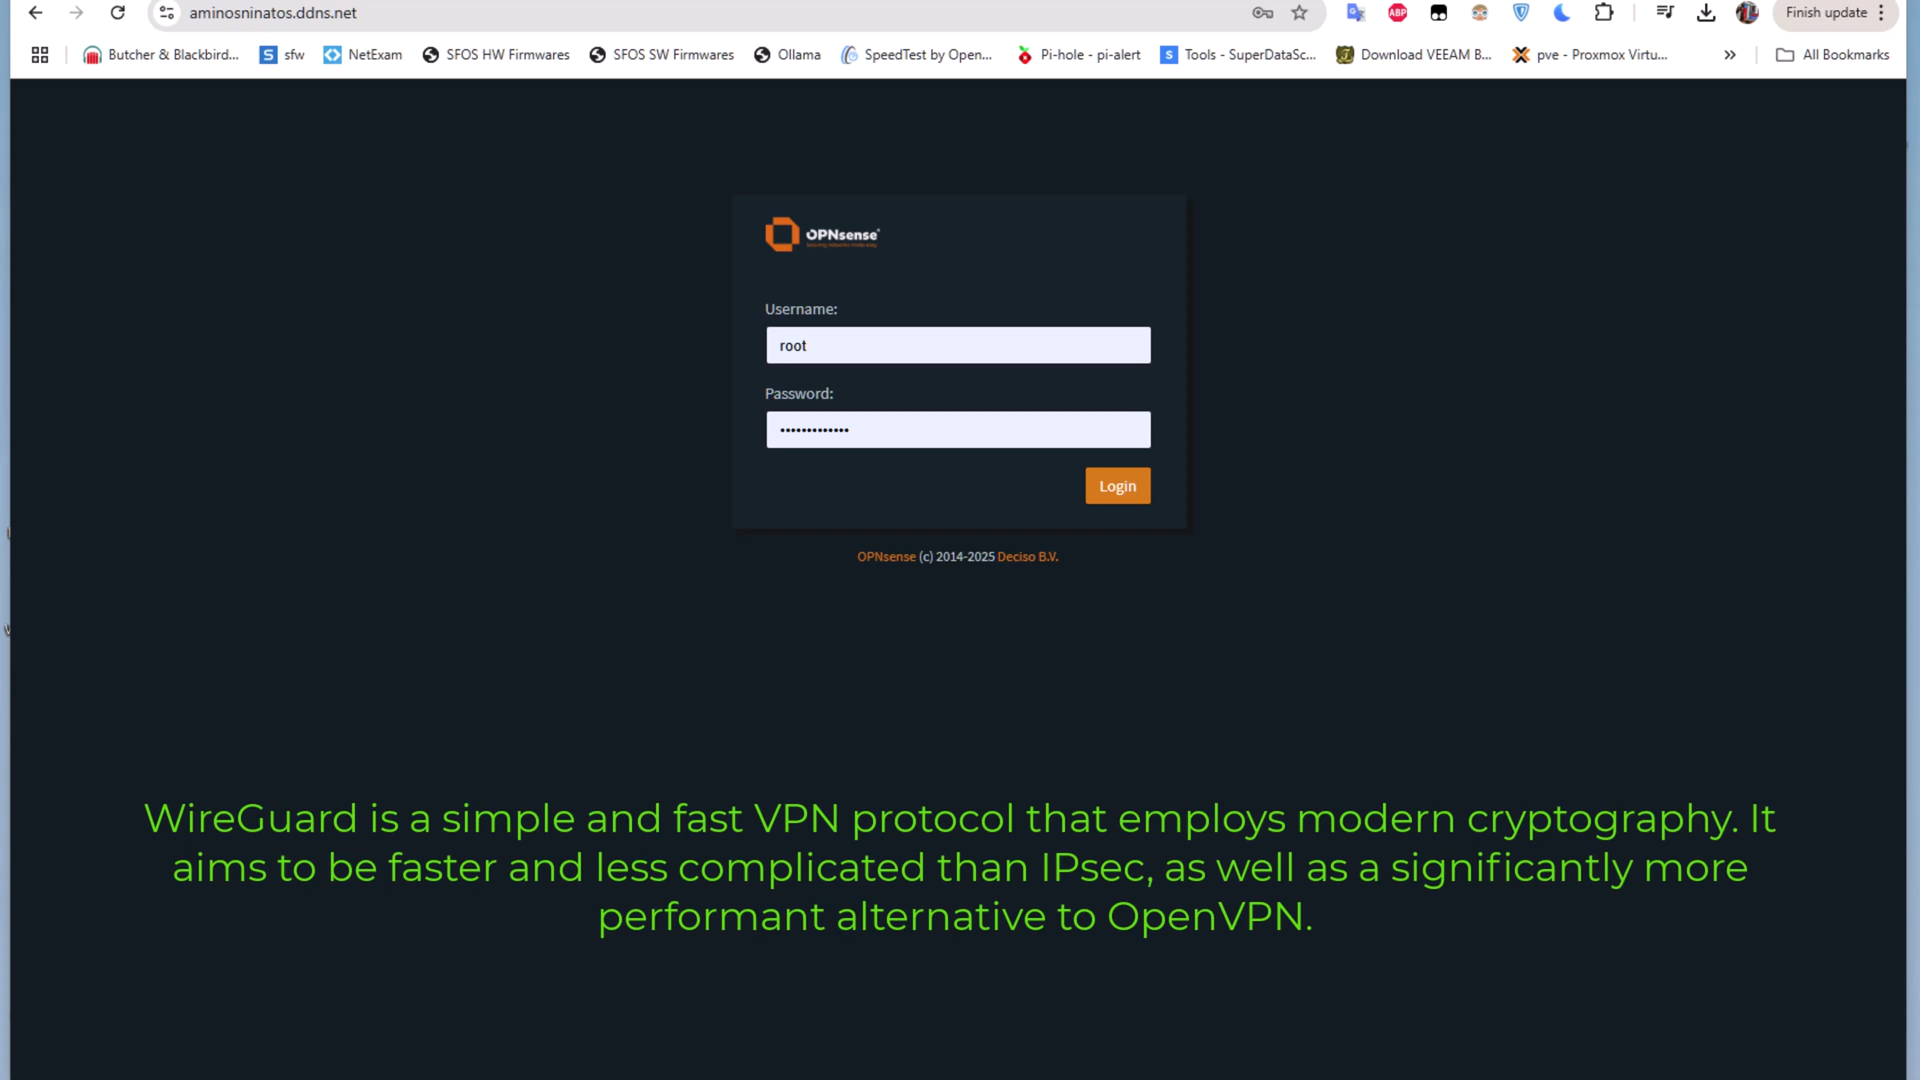 aminosninatos.ddns.net
Finish update
Butcher & Blackbird...
sfw
NetExam
SFOS HW Firmwares
SFOS SW Firmwares
Ollama
SpeedTest by Open...
Pi-hole - pi-alert
Tools - SuperDataSc...
Download VEEAM B...
pve - Proxmox Virtu...
All Bookmarks
OPNsense
Username:
root
Password:
Login
OPNsense (c) 2014-2025 Deciso B.V.
WireGuard is a simple and fast VPN protocol that employs modern cryptography. It
aims to be faster and less complicated than IPsec, as well as a significantly more
performant alternative to OpenVPN.